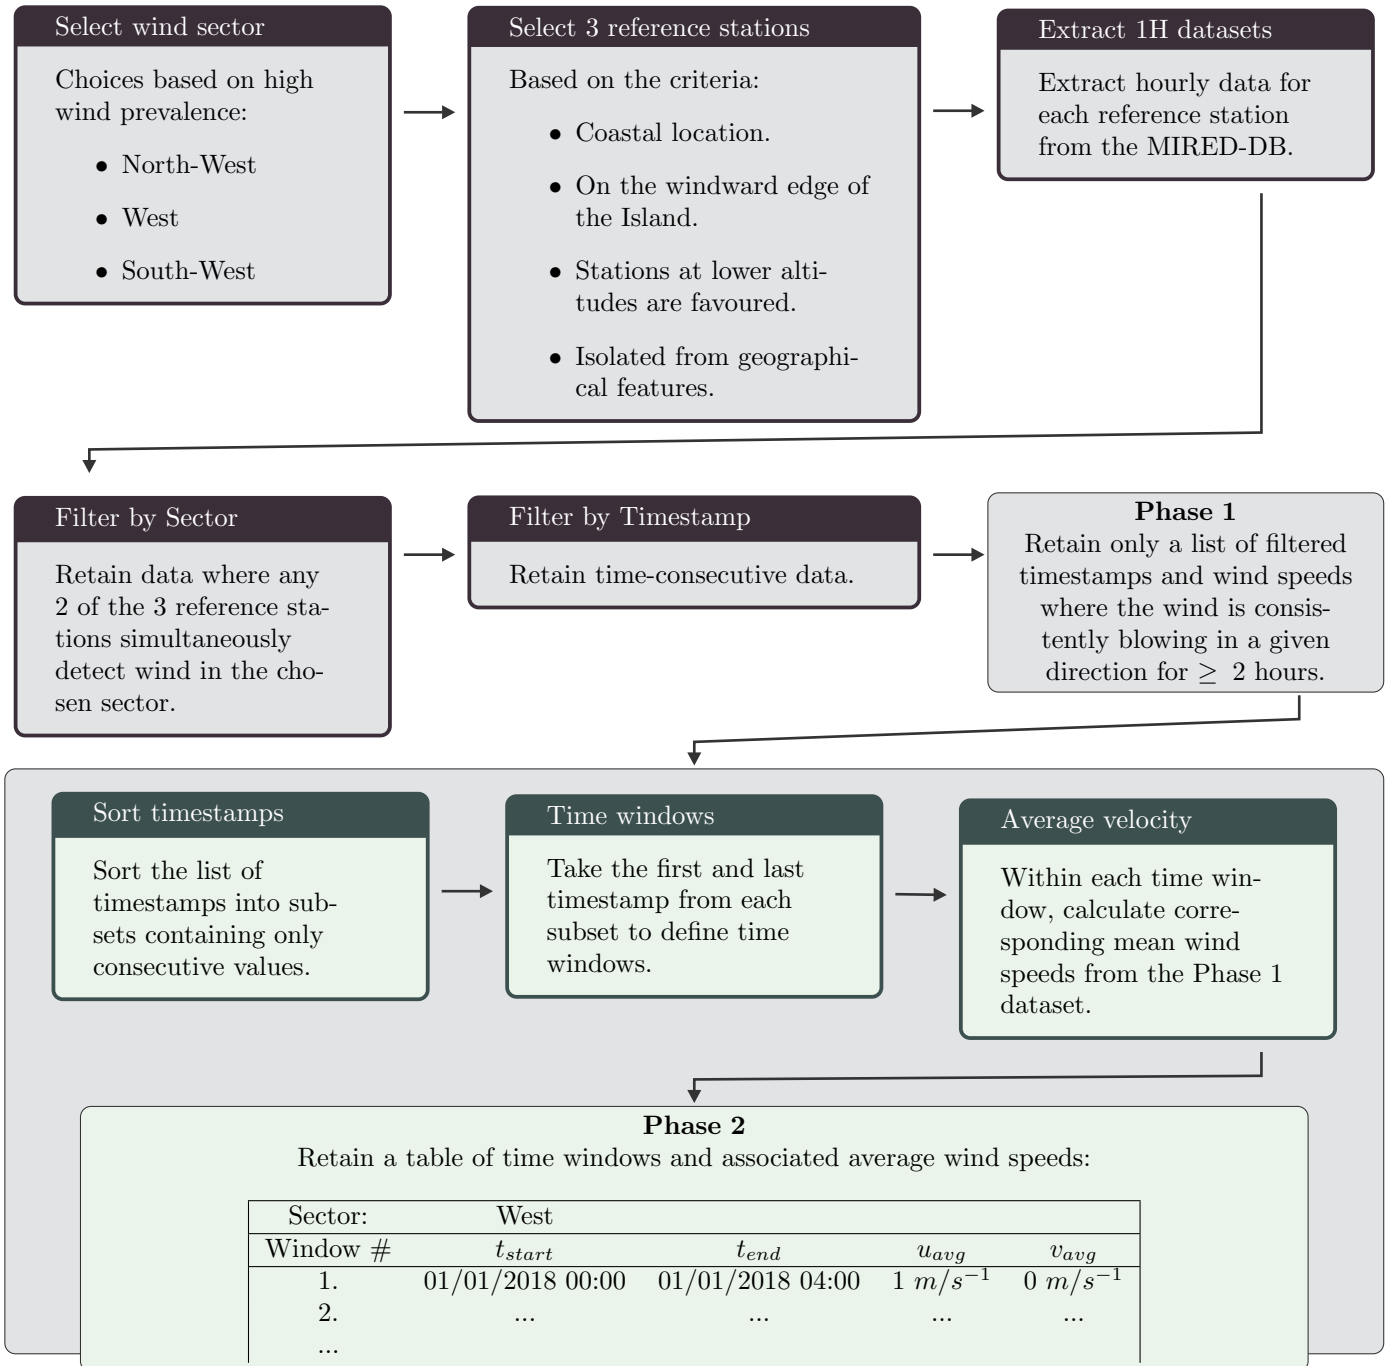 Select wind sector
Choices based on high
wind prevalence:
• North-West
• West
• South-West
Select 3 reference stations
Based on the criteria:
• Coastal location.
• On the windward edge of
the Island.
• Stations at lower alti-
tudes are favoured.
• Isolated from geographi-
cal features.
Extract 1H datasets
Extract hourly data for
each reference station
from the MIRED-DB.
Filter by Sector
Retain data where any
2 of the 3 reference sta-
tions simultaneously
detect wind in the cho-
sen sector.
Filter by Timestamp
Retain time-consecutive data.
Phase 1
Retain only a list of filtered
timestamps and wind speeds
where the wind is consis-
tently blowing in a given
direction for ≥ 2 hours.
Sort timestamps
Sort the list of
timestamps into sub-
sets containing only
consecutive values.
Time windows
Take the first and last
timestamp from each
subset to define time
windows.
Average velocity
Within each time win-
dow, calculate corre-
sponding mean wind
speeds from the Phase 1
dataset.
Phase 2
Retain a table of time windows and associated average wind speeds:
Sector: West
Window # t_start t_end u_avg v_avg
1. 01/01/2018 00:00 01/01/2018 04:00 1 m/s⁻¹ 0 m/s⁻¹
2. ... ... ... ...
...